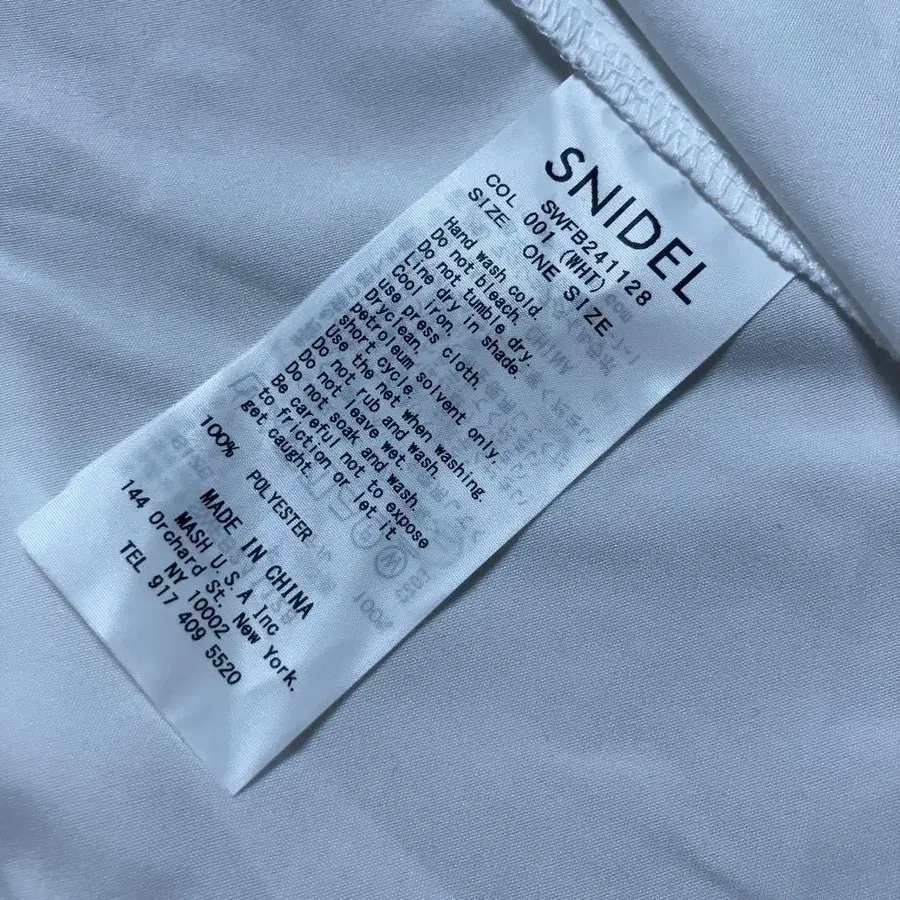 SNIDEL
SWFB241128
COL 001 (WHT)
SIZE ONE SIZE
Hand wash cold.
Do not bleach.
Do not tumble dry.
Line dry in shade.
Cool iron.
use press cloth.
Dryclean.
petroleum solvent only,
short cycle.
Use the net when washing.
Do not rub and wash.
Do not leave wet.
Do not soak and wash.
Be careful not to expose
to friction or let it
get caught.
100% POLYESTER
MADE IN CHINA
MASH U.S.A Inc
144 Orchard St. New York.
NY 10002
TEL 917 409 5520